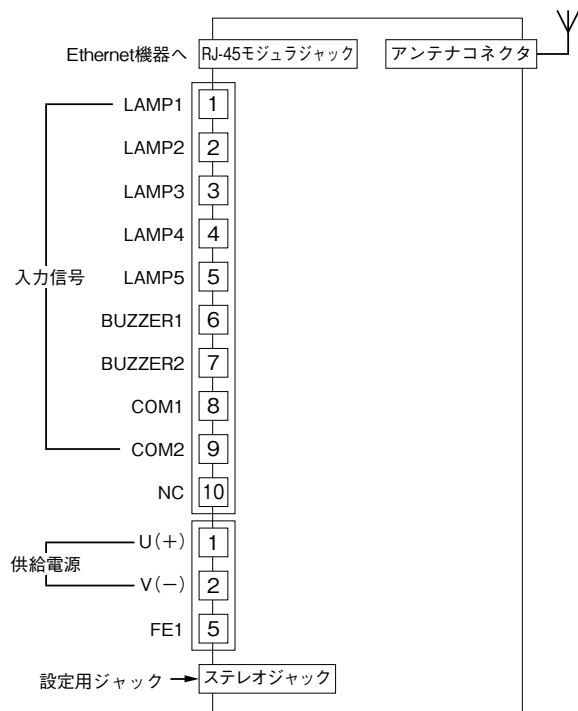 Ethernet機器へ RJ-45モジュラジャック アンテナコネクタ
LAMP1 1
LAMP2 2
LAMP3 3
LAMP4 4
入力信号
LAMP5 5
BUZZER1 6
BUZZER2 7
COM1 8
COM2 9
NC 10
U(+) 1
供給電源
V(-) 2
FE1 5
設定用ジャック ステレオジャック